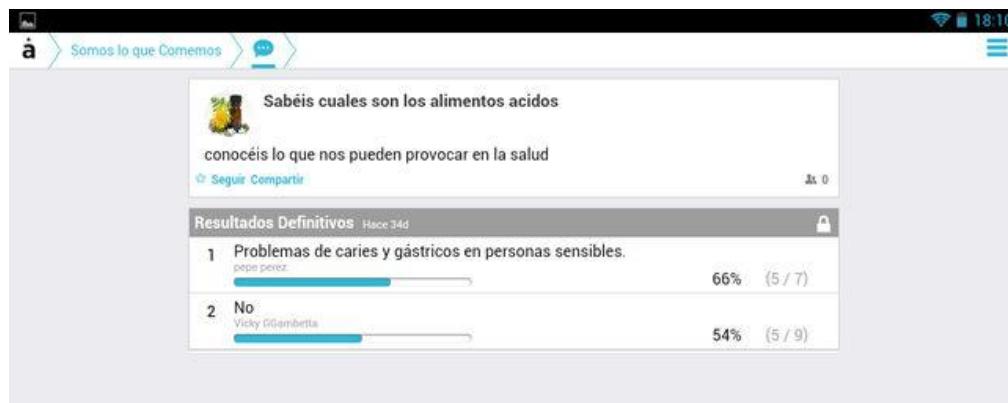 18:10
ȧ Somos lo que Comemos
Sabéis cuales son los alimentos acidos
conocéis lo que nos pueden provocar en la salud
Seguir Compartir 0
Resultados Definitivos Hace 34d
1 Problemas de caries y gástricos en personas sensibles.
pepe perez
66% (5 / 7)
2 No
Vicky GGambetta
54% (5 / 9)